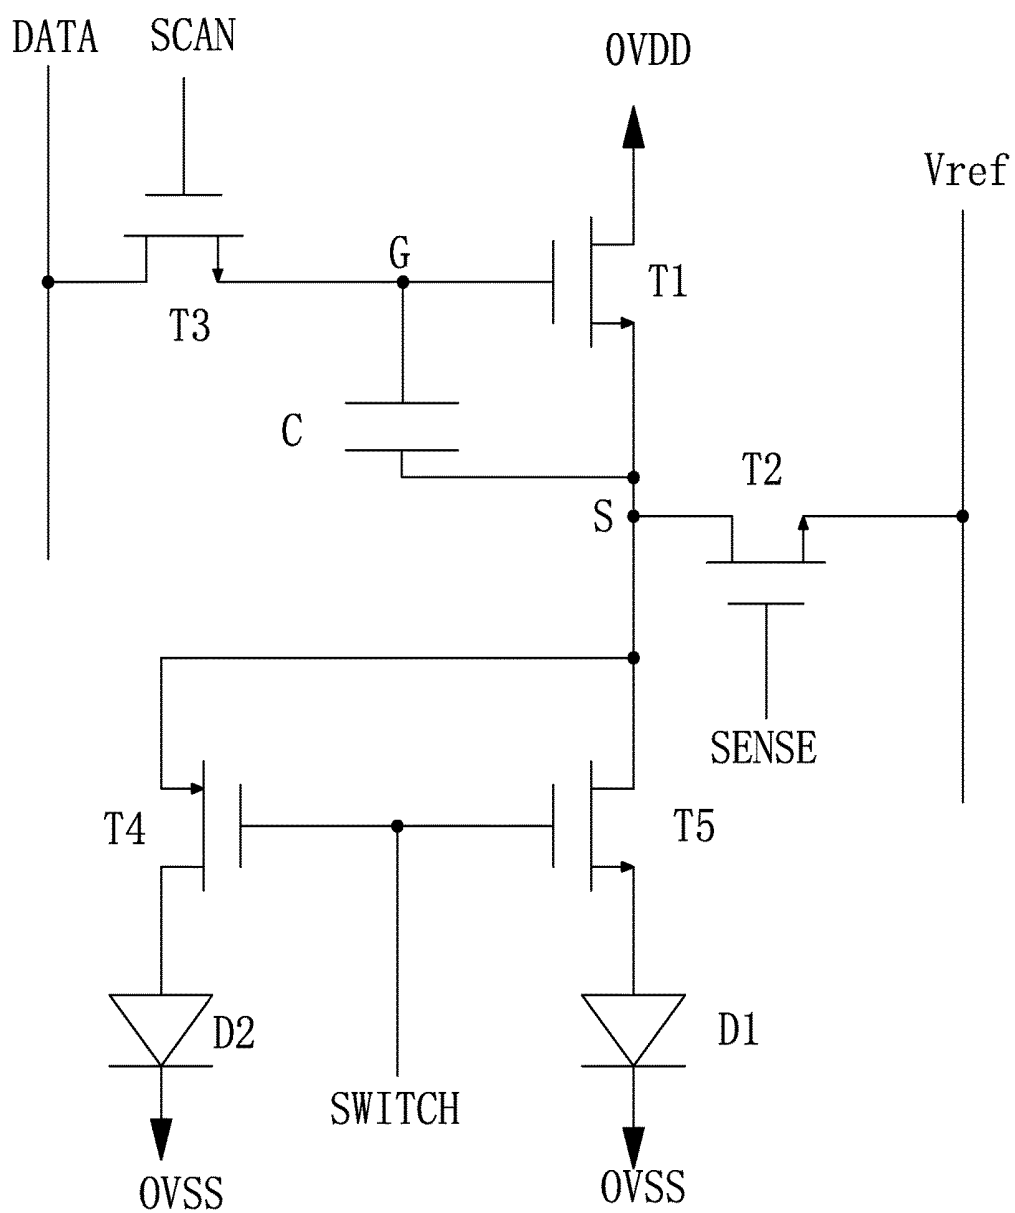 DATA
SCAN
OVDD
Vref
G
T1
T3
C
T2
S
SENSE
T4
T5
D2
D1
SWITCH
OVSS
OVSS